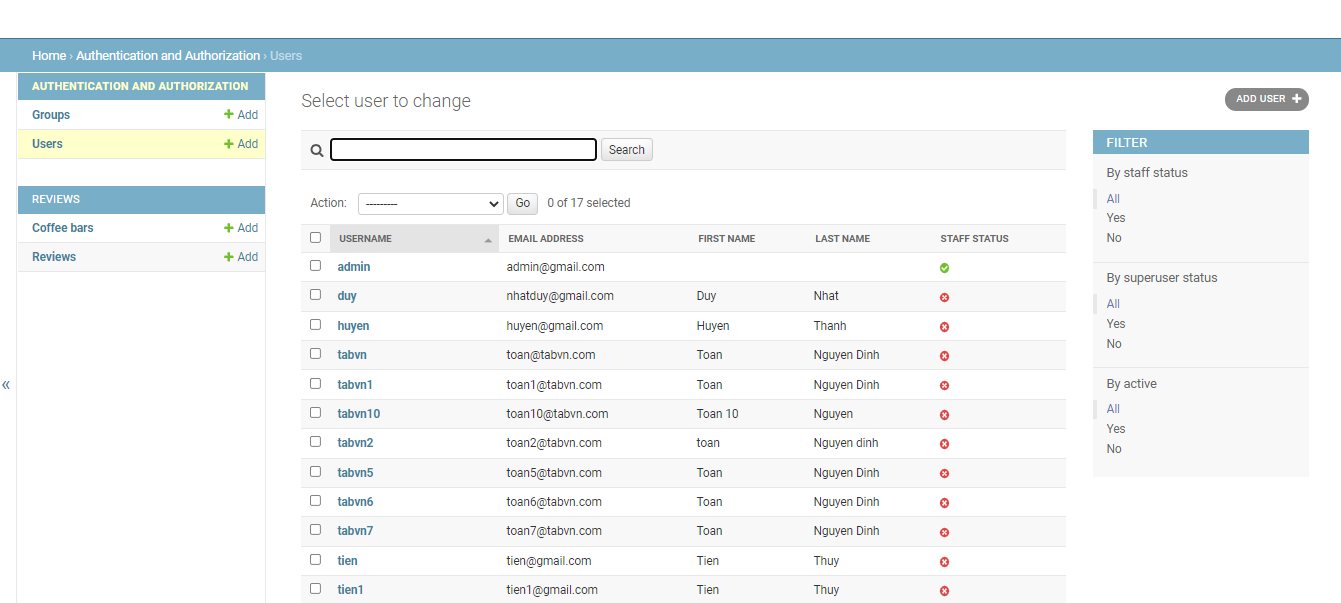 Home › Authentication and Authorization › Users
AUTHENTICATION AND AUTHORIZATION
Groups + Add
Users + Add
REVIEWS
Coffee bars + Add
Reviews + Add
«
Select user to change
ADD USER +
Search
Action: --------- Go 0 of 17 selected
USERNAME EMAIL ADDRESS FIRST NAME LAST NAME STAFF STATUS
admin admin@gmail.com
duy nhatduy@gmail.com Duy Nhat
huyen huyen@gmail.com Huyen Thanh
tabvn toan@tabvn.com Toan Nguyen Dinh
tabvn1 toan1@tabvn.com Toan Nguyen Dinh
tabvn10 toan10@tabvn.com Toan 10 Nguyen
tabvn2 toan2@tabvn.com toan Nguyen dinh
tabvn5 toan5@tabvn.com Toan Nguyen Dinh
tabvn6 toan6@tabvn.com Toan Nguyen Dinh
tabvn7 toan7@tabvn.com Toan Nguyen Dinh
tien tien@gmail.com Tien Thuy
tien1 tien1@gmail.com Tien Thuy
FILTER
By staff status
All
Yes
No
By superuser status
All
Yes
No
By active
All
Yes
No